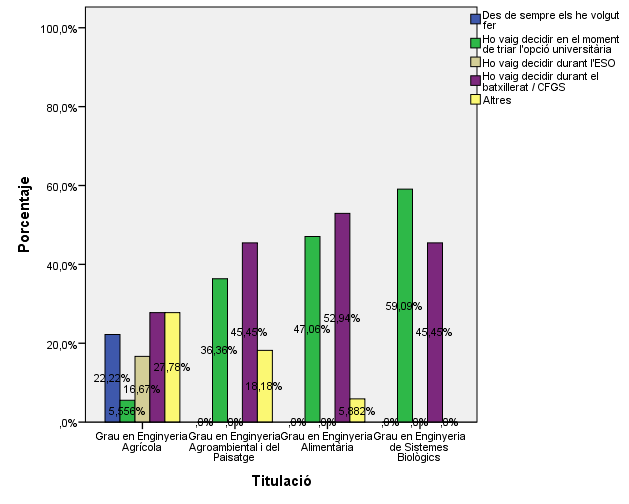 Des de sempre els he volgut
fer
Ho vaig decidir en el moment
de triar l'opció universitària
Ho vaig decidir durant l'ESO
Ho vaig decidir durant el
batxillerat / CFGS
Altres
Porcentaje
100,0%
80,0%
60,0%
40,0%
20,0%
,0%
22,22%
5,556%
16,67%
27,78%
,0%
36,36%
,0%
45,45%
18,18%
,0%
47,06%
,0%
52,94%
5,882%
,0%
59,09%
,0%
45,45%
,0%
Grau en Enginyeria
Agrícola
Grau en Enginyeria
Agroambiental i del
Paisatge
Grau en Enginyeria
Alimentària
Grau en Enginyeria
de Sistemes
Biològics
Titulació